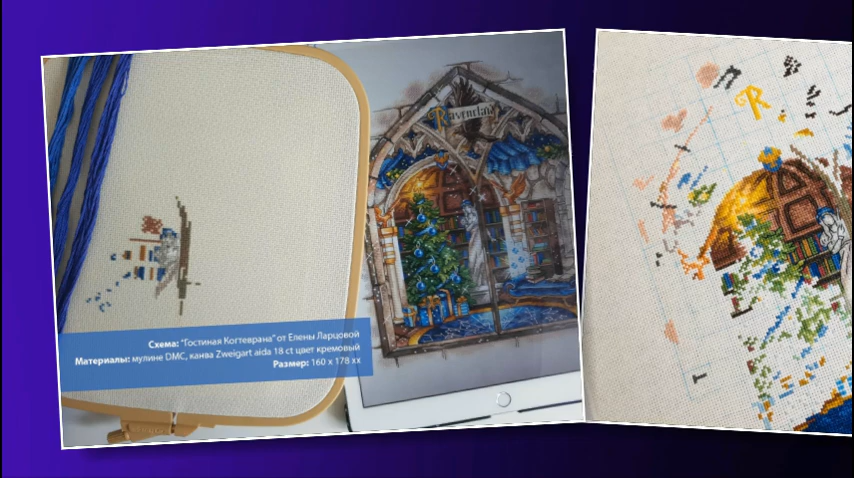 Ravenclaw
R
Схема: "Гостиная Когтеврана" от Елены Ларцовой
Материалы: мулине DMC, канва Zweigart aida 18 ct цвет кремовый
Размер: 160 x 178 xx